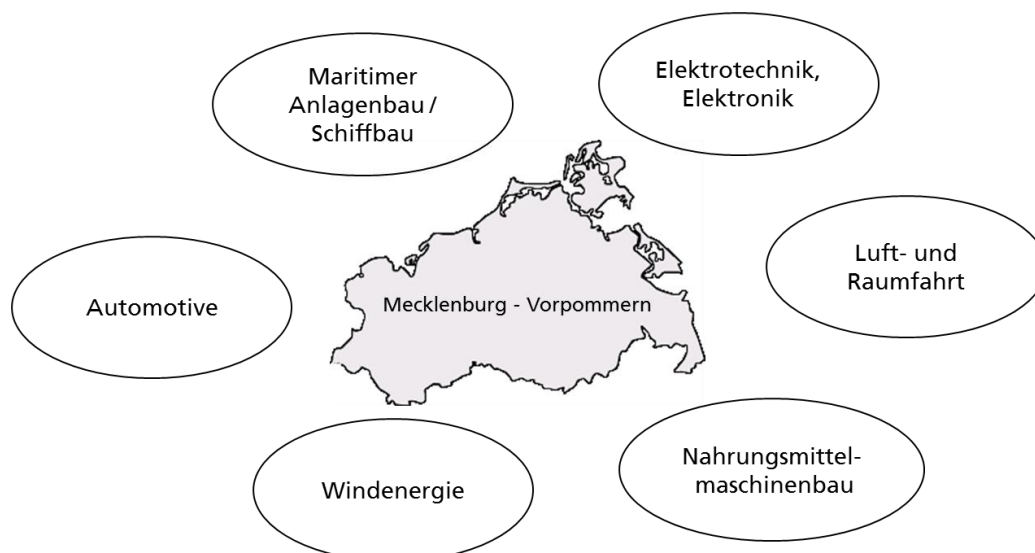 Maritimer
Anlagenbau /
Schiffbau
Elektrotechnik,
Elektronik
Automotive
Mecklenburg - Vorpommern
Luft- und
Raumfahrt
Windenergie
Nahrungsmittel-
maschinenbau